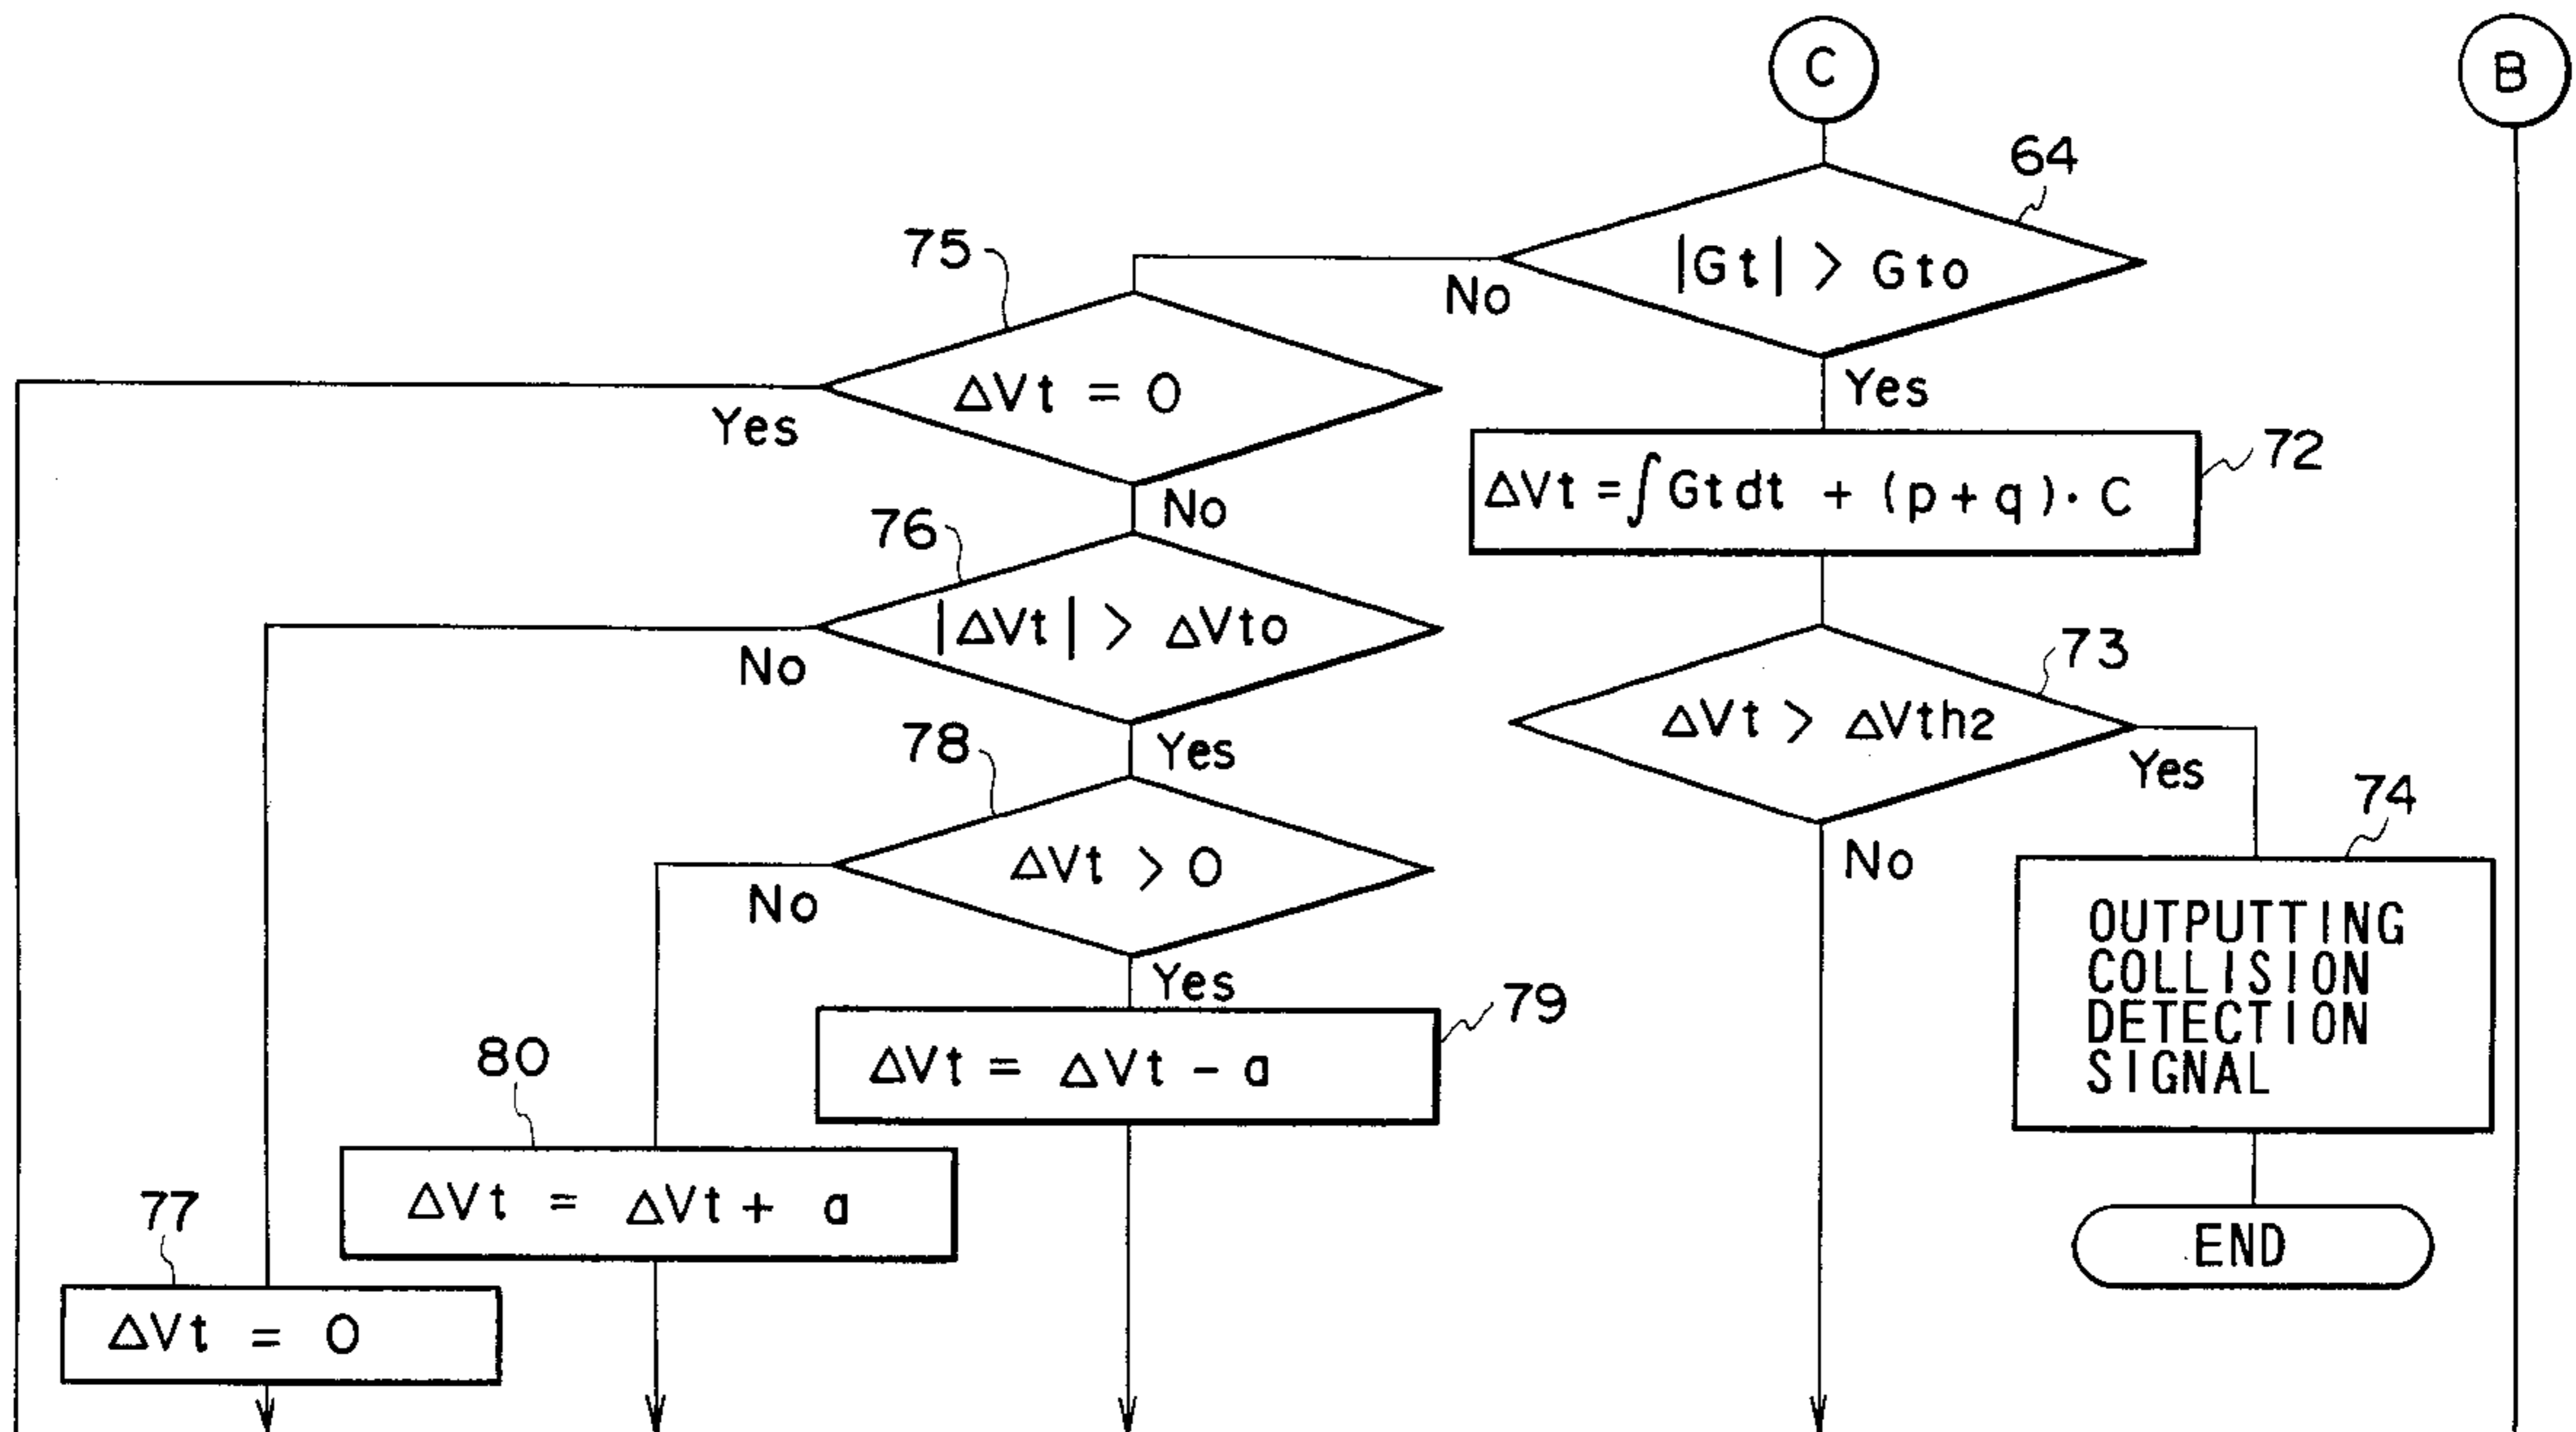 C
B
64
|Gt| > Gto
No
Yes
75
ΔVt = 0
Yes
No
72
ΔVt = ∫Gtdt + (p+q)·C
76
|ΔVt| > ΔVto
No
Yes
73
ΔVt > ΔVth2
Yes
No
78
ΔVt > 0
No
Yes
74
OUTPUTTING
COLLISION
DETECTION
SIGNAL
79
ΔVt = ΔVt - a
80
ΔVt = ΔVt + a
77
ΔVt = 0
END